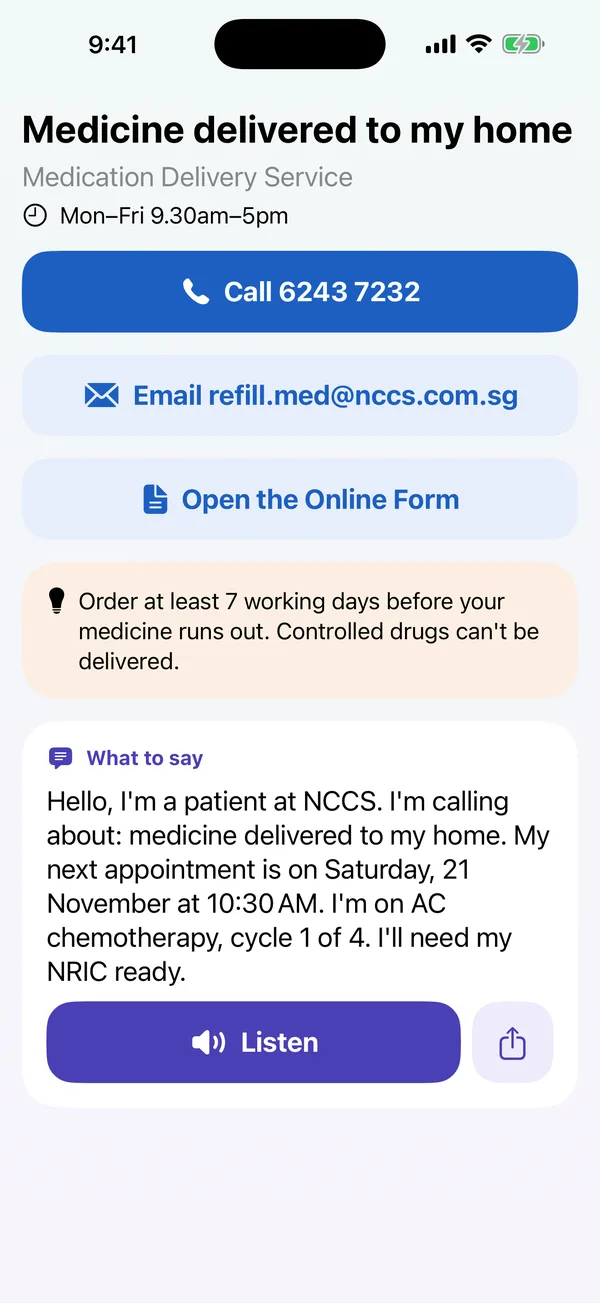 9:41
Medicine delivered to my home
Medication Delivery Service
Mon–Fri 9.30am–5pm
Call 6243 7232
Email refill.med@nccs.com.sg
Open the Online Form
Order at least 7 working days before your
medicine runs out. Controlled drugs can't be
delivered.
What to say
Hello, I'm a patient at NCCS. I'm calling
about: medicine delivered to my home. My
next appointment is on Saturday, 21
November at 10:30 AM. I'm on AC
chemotherapy, cycle 1 of 4. I'll need my
NRIC ready.
Listen